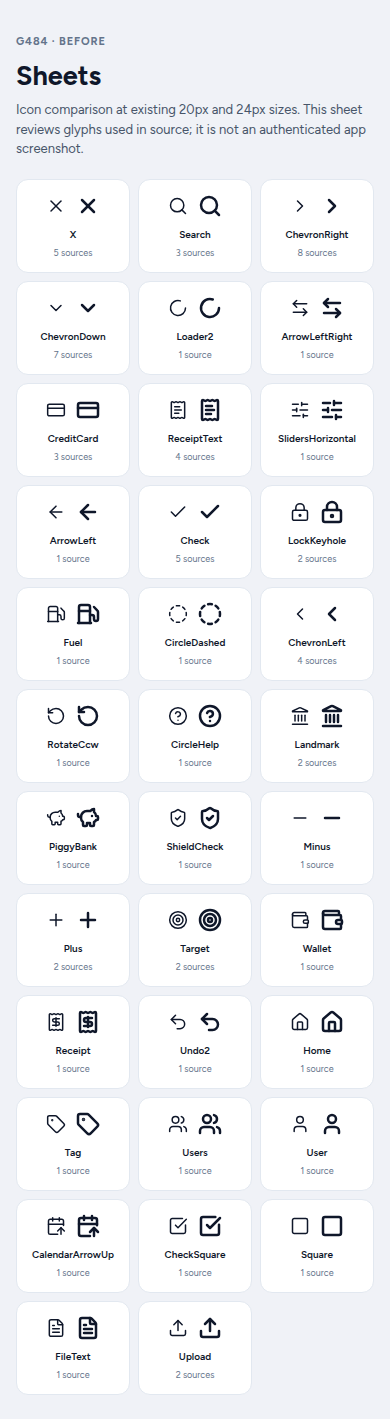 G484 · BEFORE
Sheets
Icon comparison at existing 20px and 24px sizes. This sheet
reviews glyphs used in source; it is not an authenticated app
screenshot.
X
5 sources
Search
3 sources
ChevronRight
8 sources
ChevronDown
7 sources
Loader2
1 source
ArrowLeftRight
1 source
CreditCard
3 sources
ReceiptText
4 sources
SlidersHorizontal
1 source
ArrowLeft
1 source
Check
5 sources
LockKeyhole
2 sources
Fuel
1 source
CircleDashed
1 source
ChevronLeft
4 sources
RotateCcw
1 source
CircleHelp
1 source
Landmark
2 sources
PiggyBank
1 source
ShieldCheck
1 source
Minus
1 source
Plus
2 sources
Target
2 sources
Wallet
1 source
Receipt
1 source
Undo2
1 source
Home
1 source
Tag
1 source
Users
1 source
User
1 source
CalendarArrowUp
1 source
CheckSquare
1 source
Square
1 source
FileText
1 source
Upload
2 sources